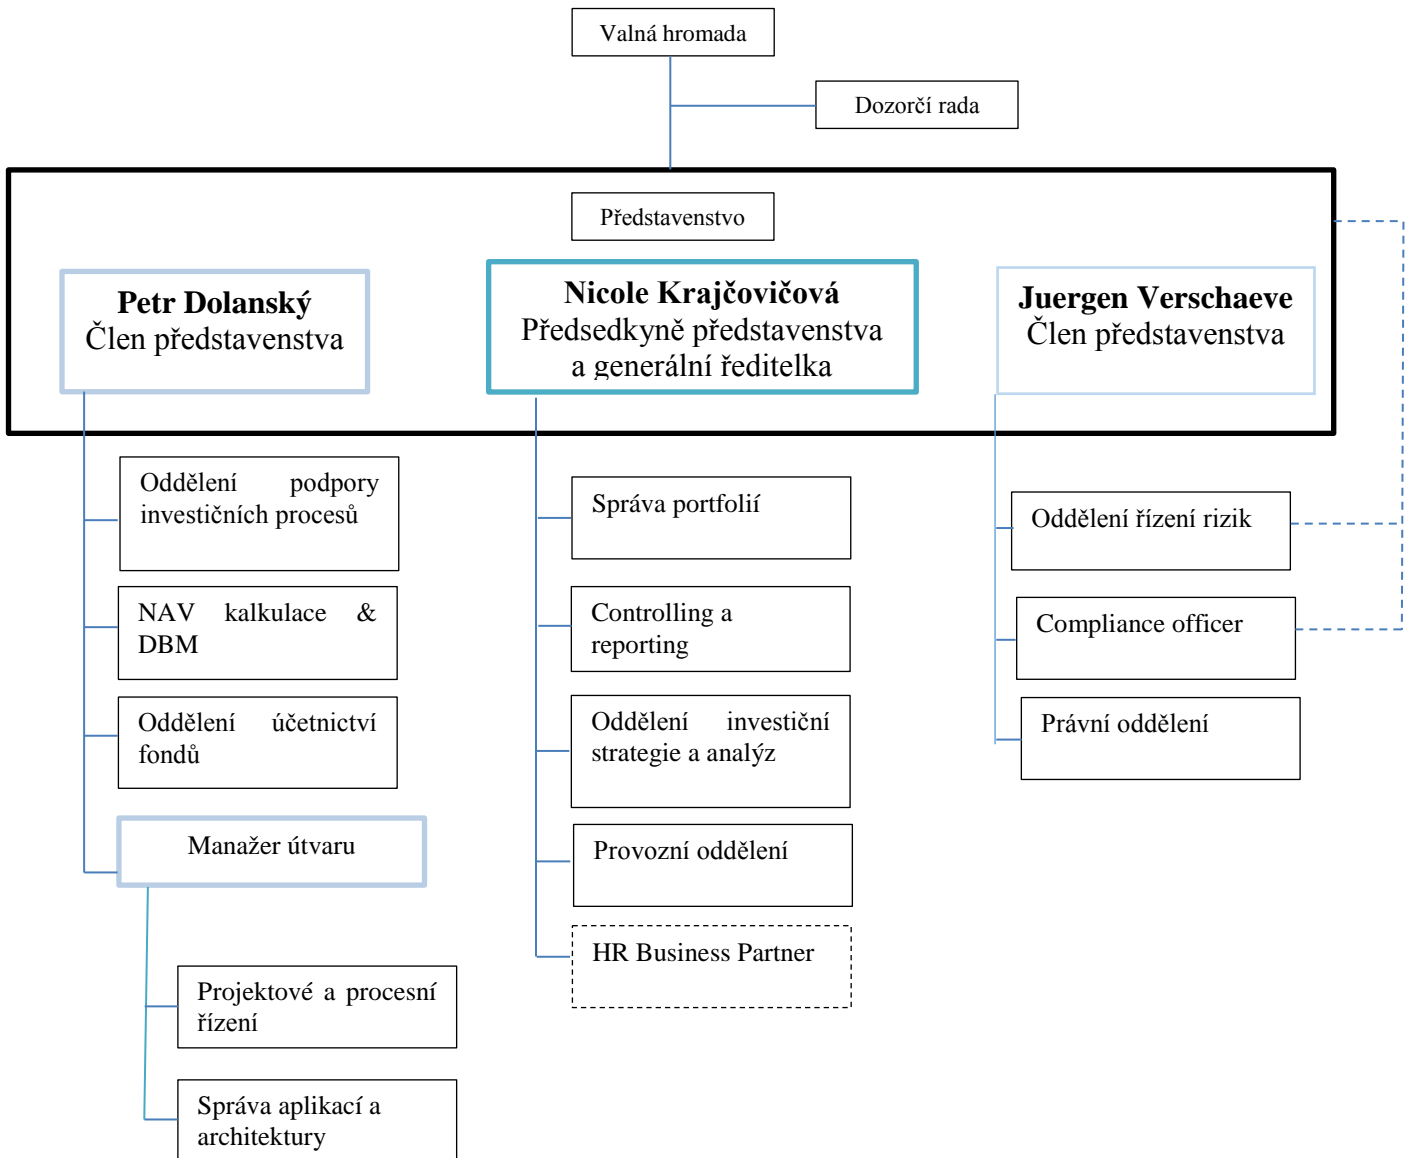 Valná hromada
Dozorčí rada
Představenstvo
Petr Dolanský
Člen představenstva
Nicole Krajčovičová
Předsedkyně představenstva
a generální ředitelka
Juergen Verschaeve
Člen představenstva
Oddělení podpory
investičních procesů
NAV kalkulace &
DBM
Oddělení účetnictví
fondů
Manažer útvaru
Projektové a procesní
řízení
Správa aplikací a
architektury
Správa portfolií
Controlling a
reporting
Oddělení investiční
strategie a analýz
Provozní oddělení
HR Business Partner
Oddělení řízení rizik
Compliance officer
Právní oddělení